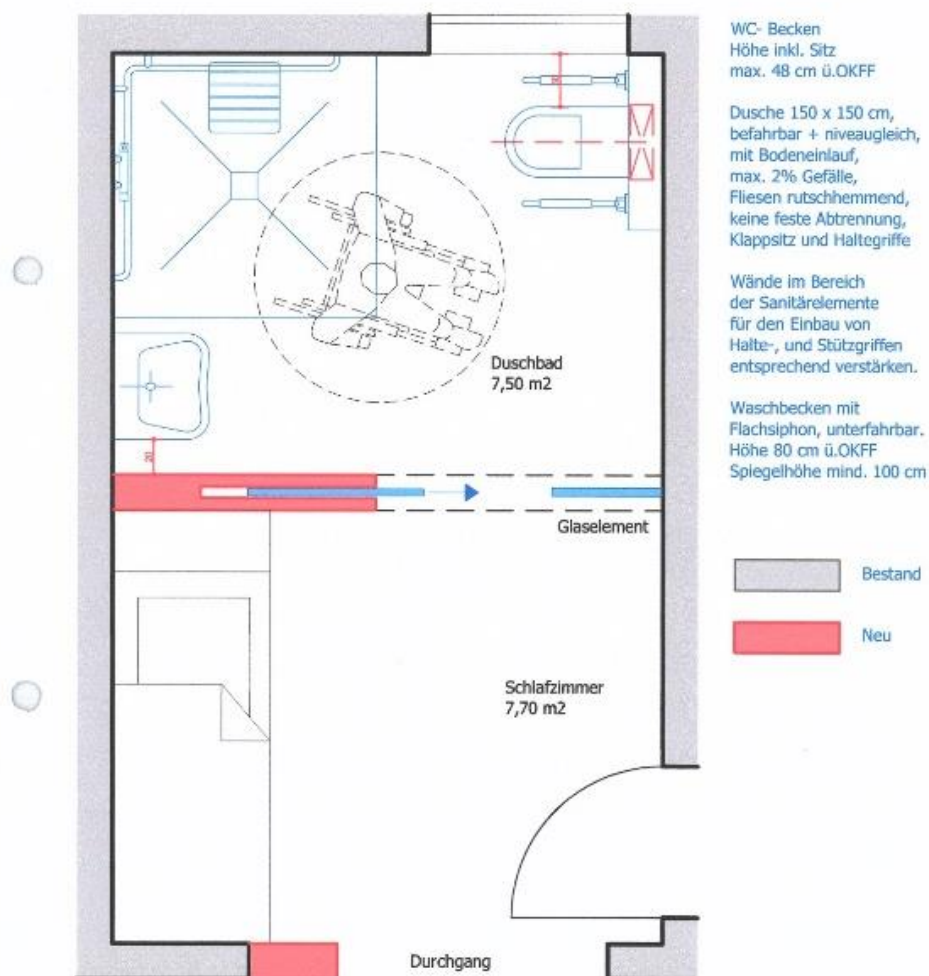 WC- Becken
Höhe inkl. Sitz
max. 48 cm ü.OKFF
Dusche 150 x 150 cm,
befahrbar + niveaugleich,
mit Bodeneinlauf,
max. 2% Gefälle,
Fliesen rutschhemmend,
keine feste Abtrennung,
Klappsitz und Haltegriffe
Wände im Bereich
der Sanitärelemente
für den Einbau von
Halte-, und Stützgriffen
entsprechend verstärken.
Waschbecken mit
Flachsiphon, unterfahrbar.
Höhe 80 cm ü.OKFF
Spiegelhöhe mind. 100 cm
Duschbad
7,50 m2
20
Glaselement
Bestand
Neu
Schlafzimmer
7,70 m2
Durchgang